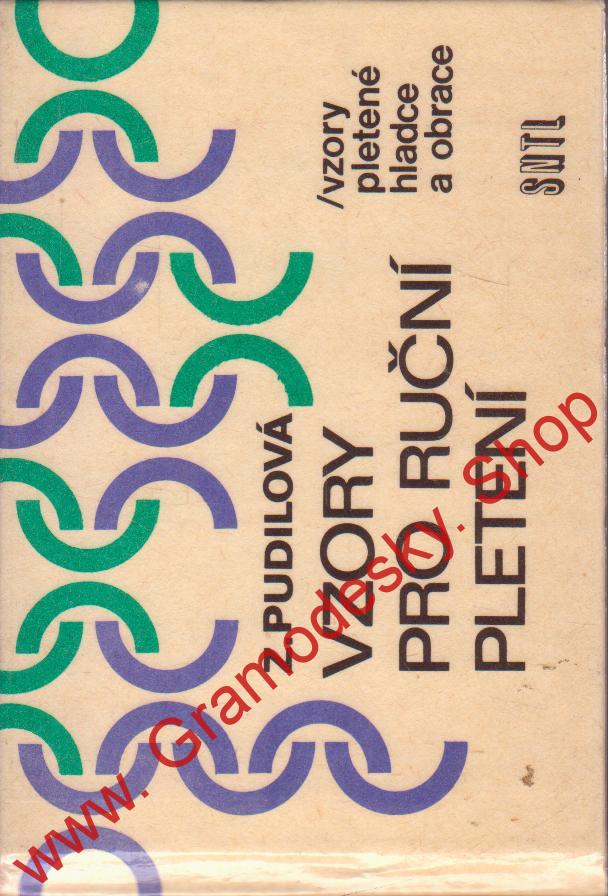 Z. PUDILOVÁ
VZORY
PRO RUČNÍ
PLETENÍ
/vzory
pletené
hladce
a obrace
SNTL
www. Gramodesky. Shop